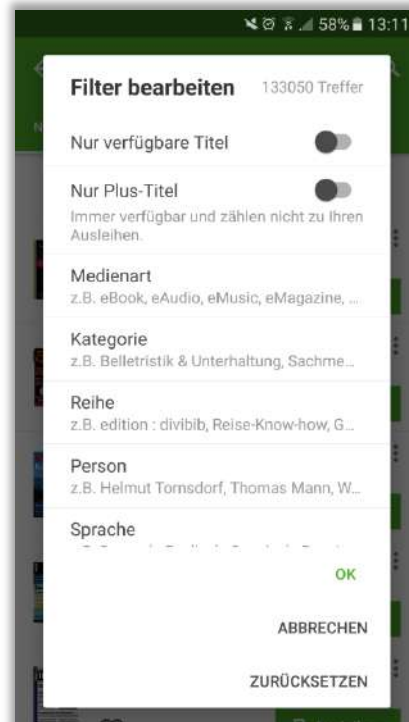 58% 13:11
Filter bearbeiten 133050 Treffer
Nur verfügbare Titel
Nur Plus-Titel
Immer verfügbar und zählen nicht zu Ihren
Ausleihen.
Medienart
z.B. eBook, eAudio, eMusic, eMagazine, ...
Kategorie
z.B. Belletristik & Unterhaltung, Sachme...
Reihe
z.B. edition : divibib, Reise-Know-how, G...
Person
z.B. Helmut Tornsdorf, Thomas Mann, W...
Sprache
OK
ABBRECHEN
ZURÜCKSETZEN